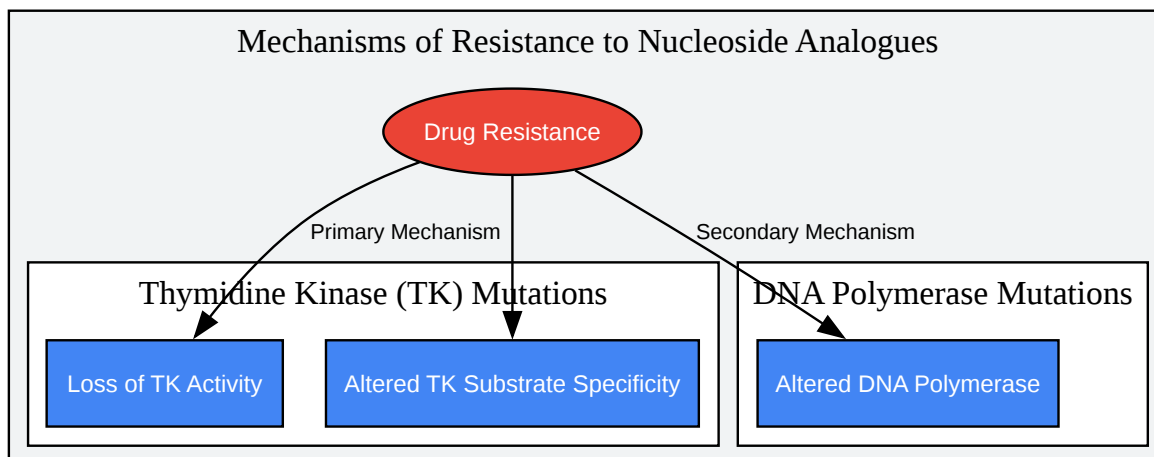 Mechanisms of Resistance to Nucleoside Analogues
Drug Resistance
Primary Mechanism
Secondary Mechanism
Thymidine Kinase (TK) Mutations
DNA Polymerase Mutations
Loss of TK Activity
Altered TK Substrate Specificity
Altered DNA Polymerase